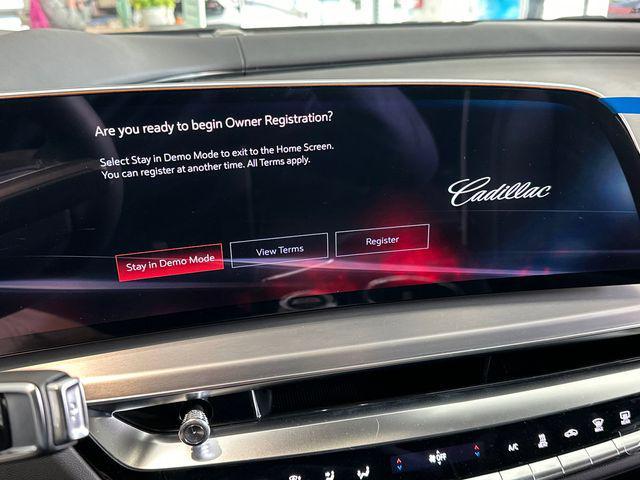 Are you ready to begin Owner Registration?
Select Stay in Demo Mode to exit to the Home Screen.
You can register at another time. All Terms apply.
Cadillac
Stay in Demo Mode
View Terms
Register
OFF
A/C